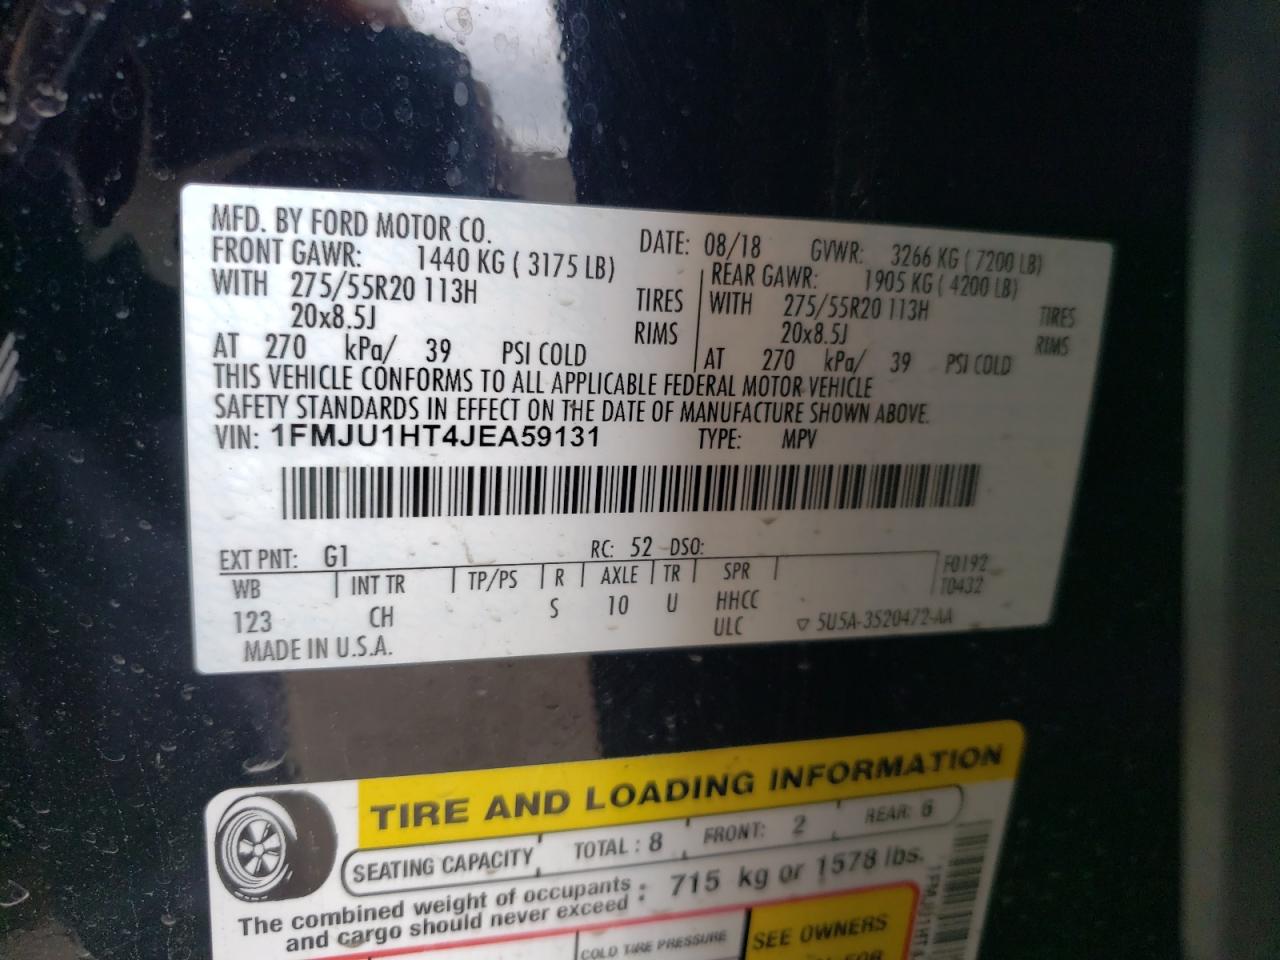 MFD. BY FORD MOTOR CO.
DATE: 08/18 GVWR: 3266 KG ( 7200 LB)
FRONT GAWR: 1440 KG ( 3175 LB)
REAR GAWR: 1905 KG ( 4200 LB)
WITH 275/55R20 113H TIRES
WITH 275/55R20 113H TIRES
20x8.5J RIMS
20x8.5J RIMS
AT 270 kPa/ 39 PSI COLD
AT 270 kPa/ 39 PSI COLD
THIS VEHICLE CONFORMS TO ALL APPLICABLE FEDERAL MOTOR VEHICLE
SAFETY STANDARDS IN EFFECT ON THE DATE OF MANUFACTURE SHOWN ABOVE.
VIN: 1FMJU1HT4JEA59131 TYPE: MPV
EXT PNT: G1 RC: 52 DSO:
WB INT TR TP/PS R AXLE TR SPR F0192
T0432
123 CH S 10 U HHCC
ULC ▽ 5U5A-3520472-AA
MADE IN U.S.A.
TIRE AND LOADING INFORMATION
SEATING CAPACITY TOTAL : 8 FRONT: 2 REAR: 6
The combined weight of occupants : 715 kg or 1578 lbs.
and cargo should never exceed :
COLD TIRE PRESSURE
SEE OWNERS
FOR